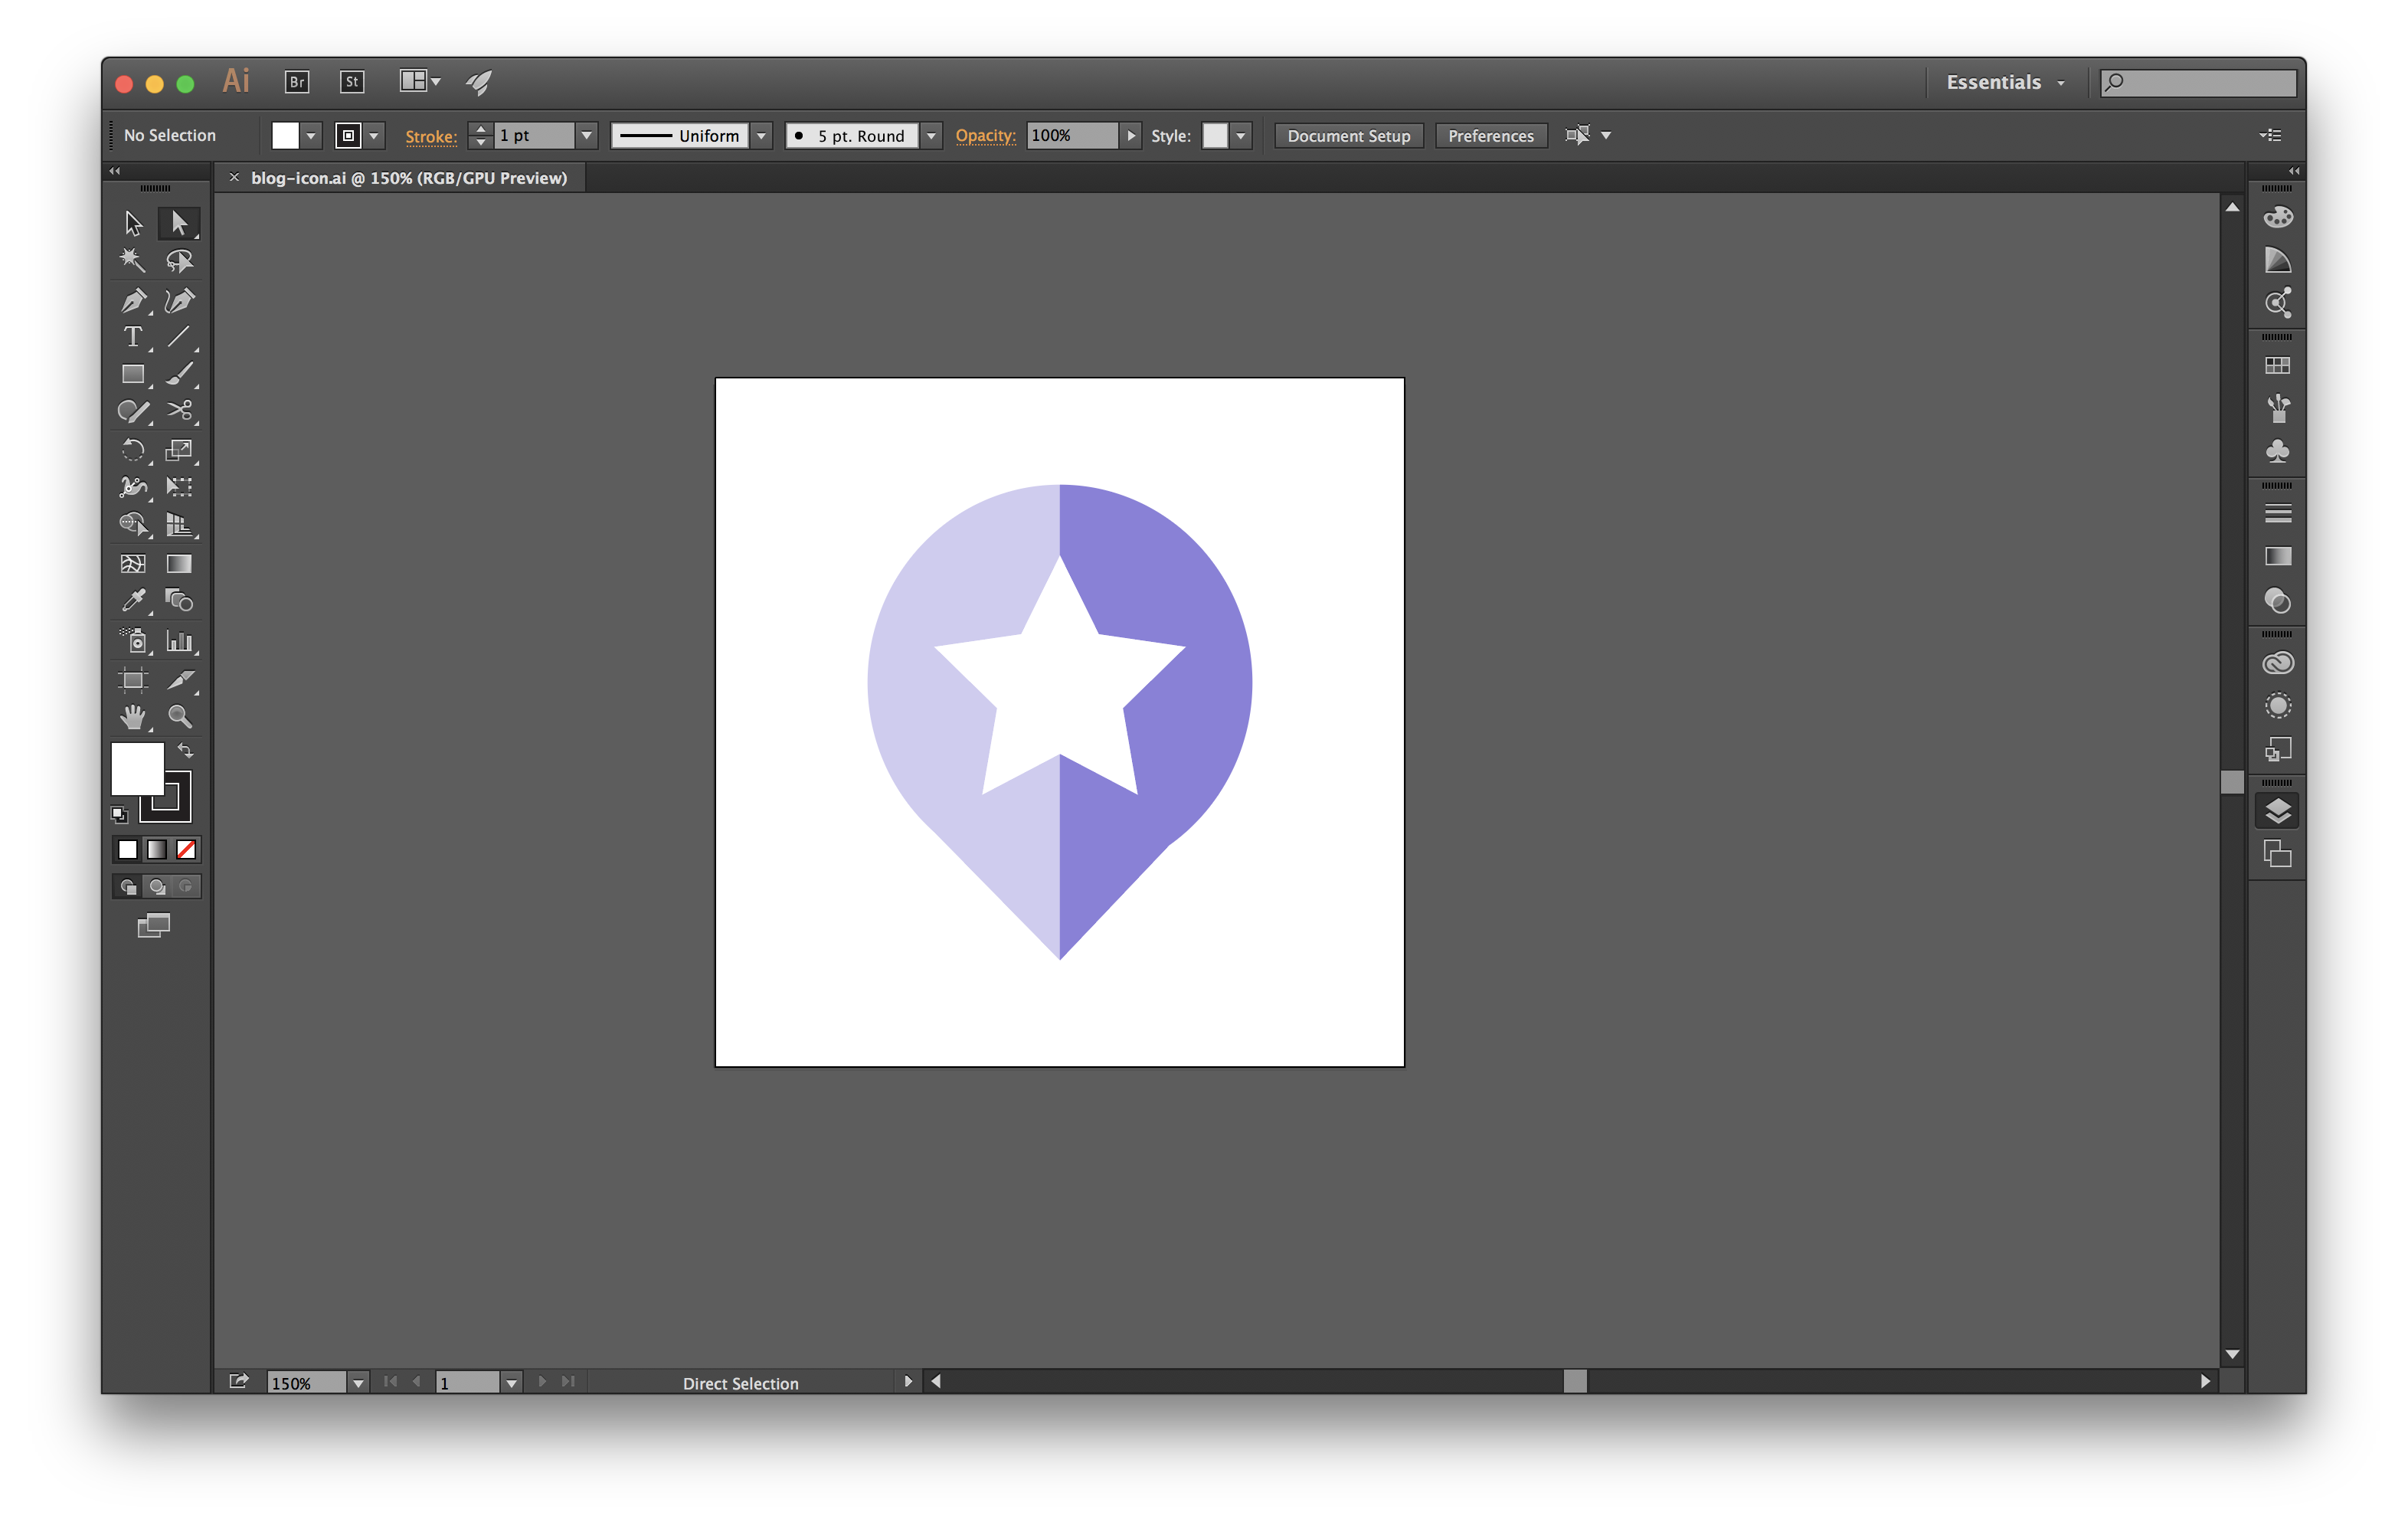 Ai Br St Essentials
No Selection Stroke: 1 pt Uniform 5 pt. Round Opacity: 100% Style: Document Setup Preferences
× blog-icon.ai @ 150% (RGB/GPU Preview)
T
150% 1 Direct Selection